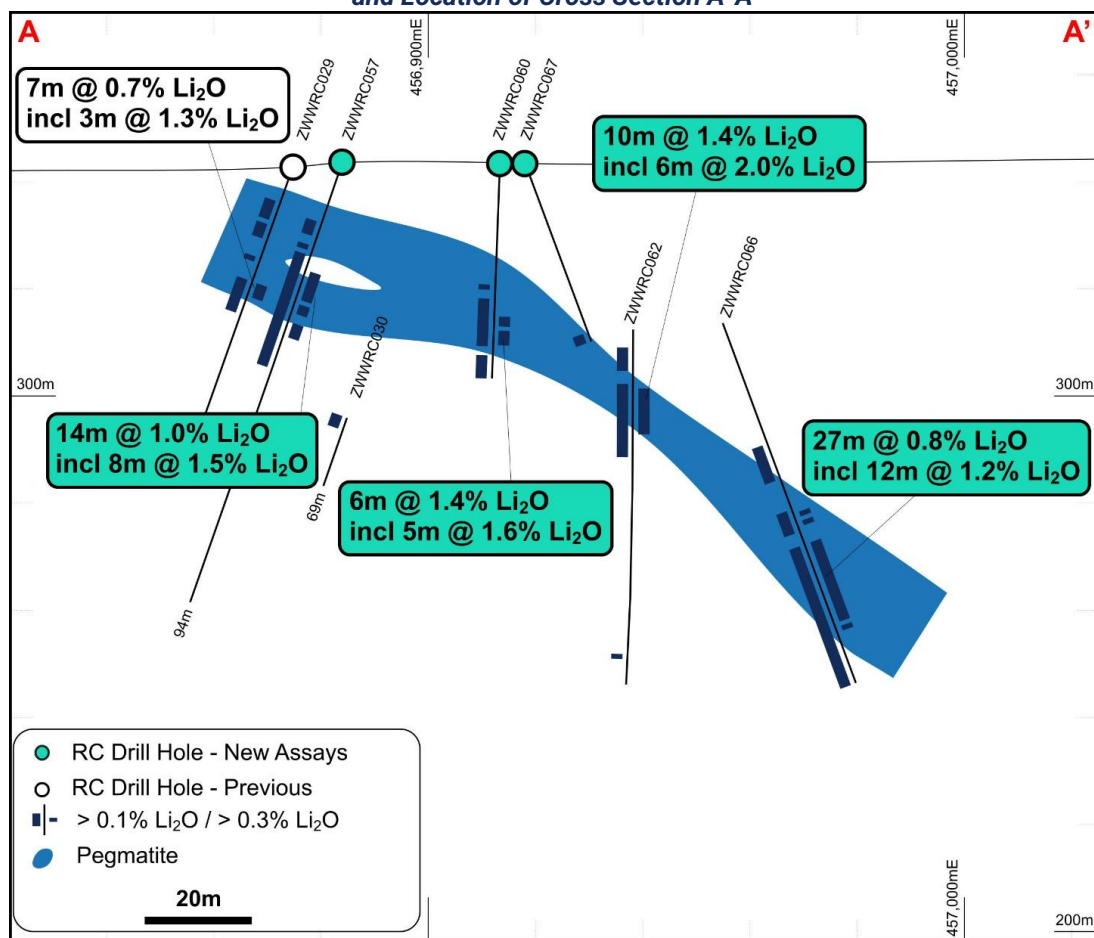 and Location of Cross Section A-A'
A
A'
456,900mE
457,000mE
ZWWRC029
ZWWRC057
ZWWRC060
ZWWRC067
7m @ 0.7% Li₂O
incl 3m @ 1.3% Li₂O
10m @ 1.4% Li₂O
incl 6m @ 2.0% Li₂O
ZWWRC062
ZWWRC066
ZWWRC030
300m
300m
14m @ 1.0% Li₂O
incl 8m @ 1.5% Li₂O
27m @ 0.8% Li₂O
incl 12m @ 1.2% Li₂O
69m
6m @ 1.4% Li₂O
incl 5m @ 1.6% Li₂O
94m
RC Drill Hole - New Assays
RC Drill Hole - Previous
> 0.1% Li₂O / > 0.3% Li₂O
Pegmatite
20m
457,000mE
200m